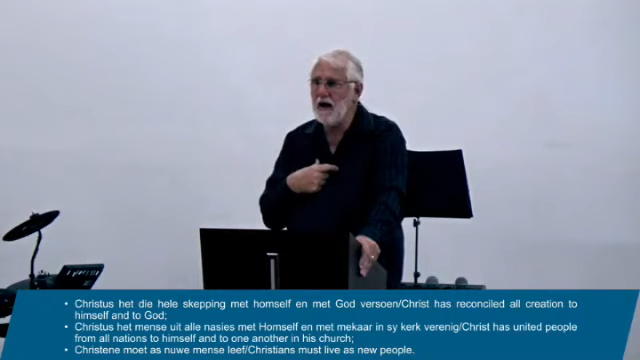 • Christus het die hele skepping met homself en met God versoen/Christ has reconciled all creation to
himself and to God;
• Christus het mense uit alle nasies met Homself en met mekaar in sy kerk verenig/Christ has united people
from all nations to himself and to one another in his church;
• Christene moet as nuwe mense leef/Christians must live as new people.